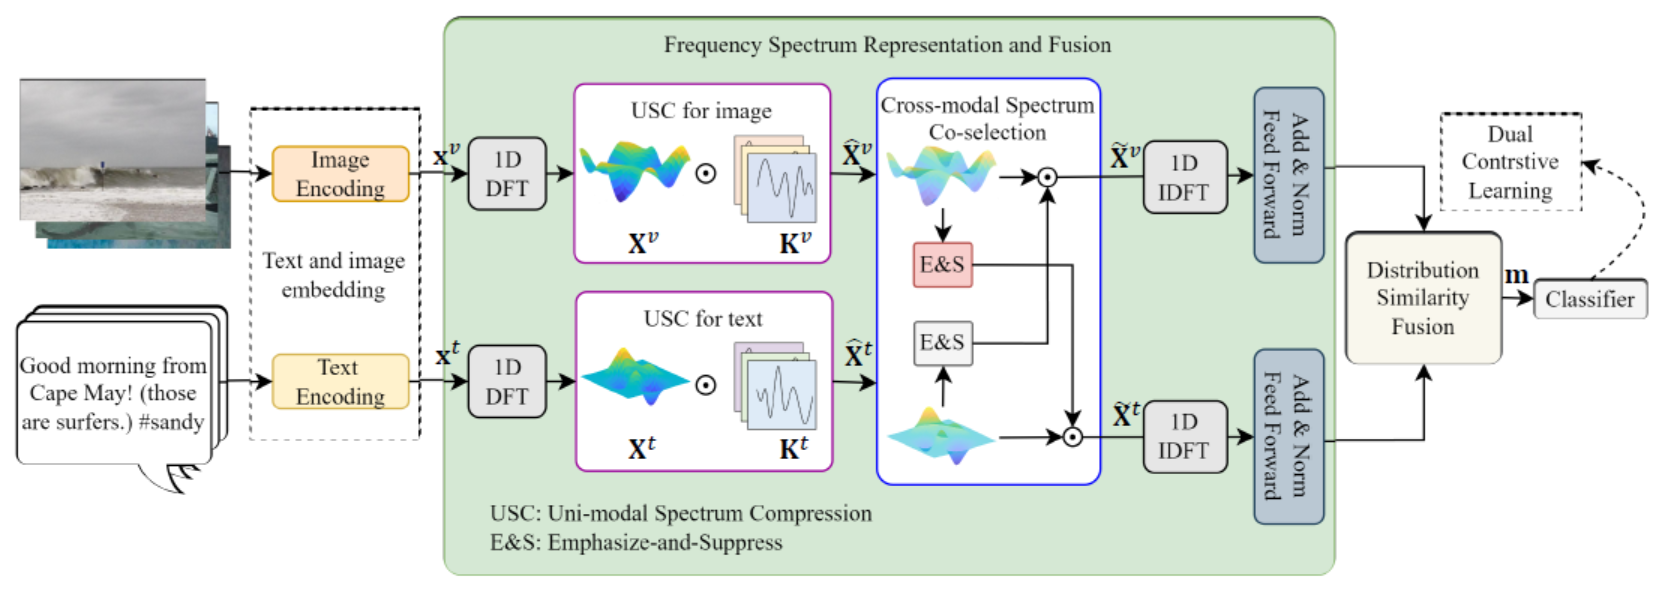 Frequency Spectrum Representation and Fusion
Image
Encoding
Text and image
embedding
Text
Encoding
Good morning from
Cape May! (those
are surfers.) #sandy
x^v
x^t
1D
DFT
1D
DFT
USC for image
X^v
K^v
USC for text
X^t
K^t
X̂^v
X̂^t
Cross-modal Spectrum
Co-selection
E&S
E&S
X̃^v
X̃^t
1D
IDFT
1D
IDFT
Add & Norm
Feed Forward
Add & Norm
Feed Forward
Dual
Contrstive
Learning
Distribution
Similarity
Fusion
m
Classifier
USC: Uni-modal Spectrum Compression
E&S: Emphasize-and-Suppress